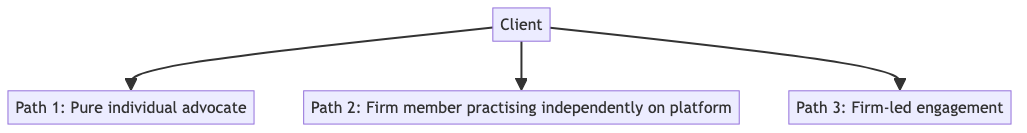 Client
Path 1: Pure individual advocate
Path 2: Firm member practising independently on platform
Path 3: Firm-led engagement